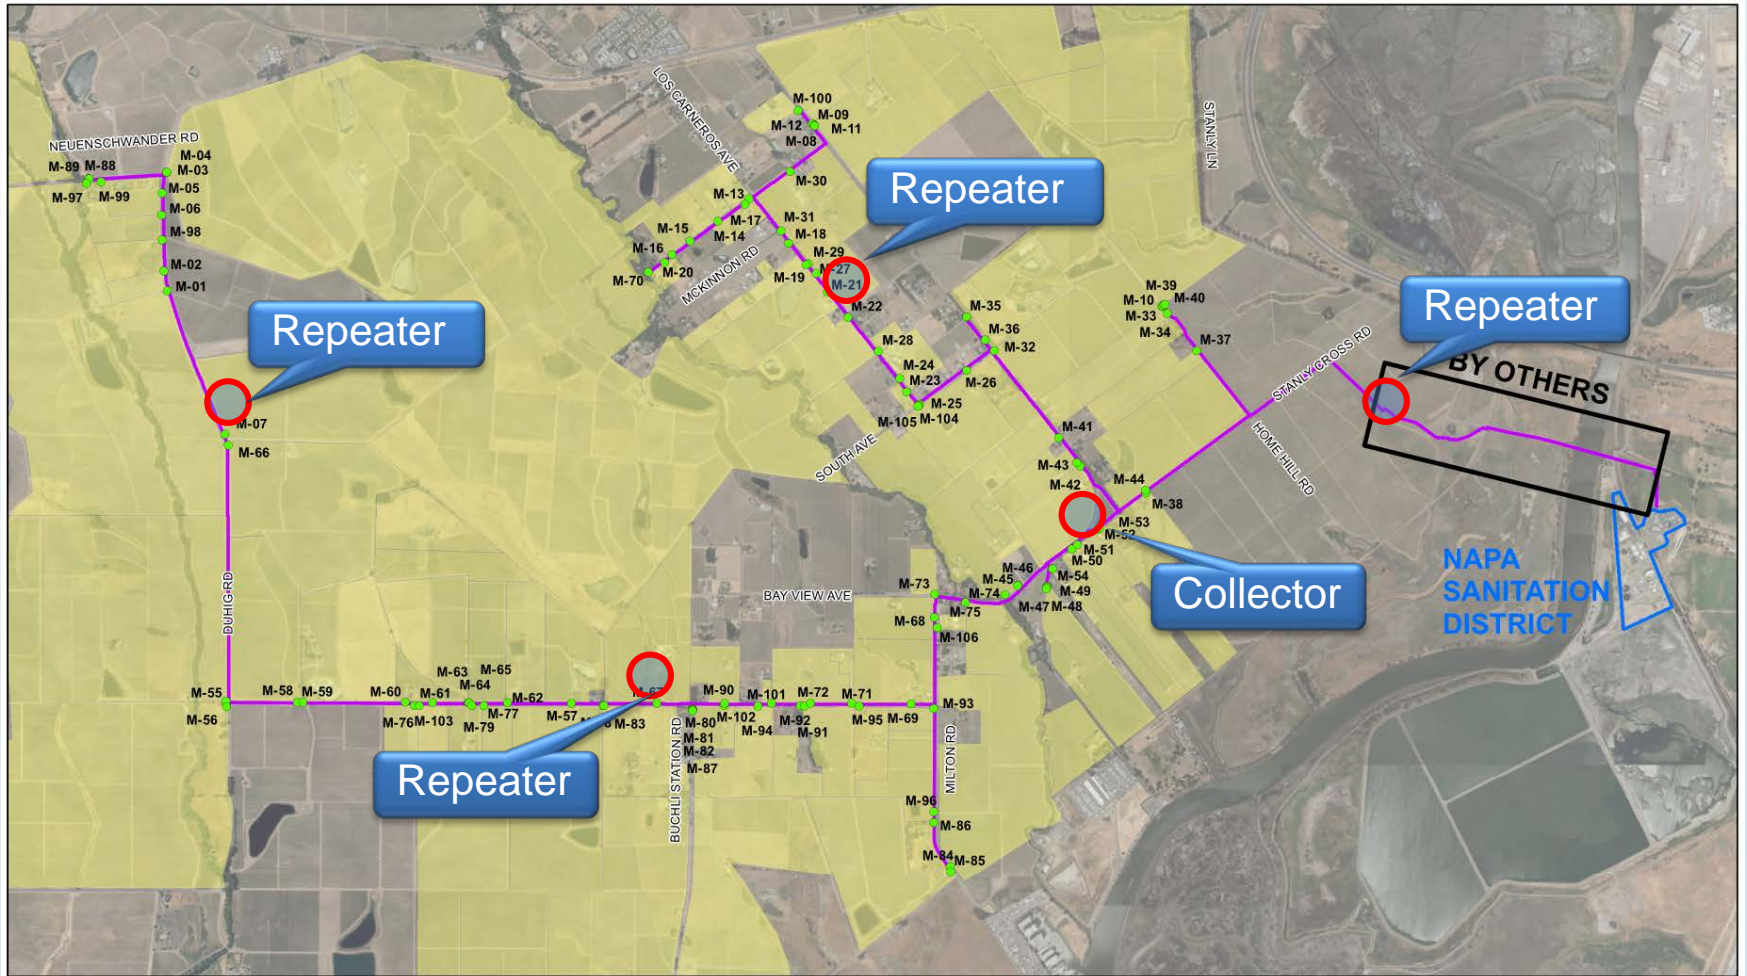 M-100
M-09
M-12
M-11
M-08
LOS CARNEROS AVE
STANLY LN
NEUENSCHWANDER RD
M-04
M-89
M-88
M-03
M-97
M-99
M-05
M-06
M-98
M-02
M-01
M-30
Repeater
M-13
M-17
M-14
M-15
M-16
M-20
M-70
MCKINNON RD
M-31
M-18
M-29
M-19
M-27
M-21
M-22
M-28
M-24
M-23
M-25
M-104
M-105
M-26
M-35
M-36
M-32
M-39
M-10
M-40
M-33
M-34
M-37
Repeater
Repeater
STANLY CROSS RD
BY OTHERS
HOME HILL RD
M-07
M-66
SOUTH AVE
M-41
M-43
M-42
M-44
M-38
M-53
M-52
M-51
M-50
M-54
M-49
M-48
M-47
M-46
M-45
M-74
M-73
M-75
M-68
M-106
BAY VIEW AVE
Collector
NAPA
SANITATION
DISTRICT
DUHIG RD
M-55
M-56
M-58
M-59
M-60
M-61
M-76
M-103
M-63
M-65
M-64
M-62
M-77
M-79
M-57
M-83
M-67
M-90
M-80
M-102
M-81
M-82
M-87
M-101
M-94
M-72
M-92
M-91
M-71
M-95
M-69
M-93
Repeater
BUCHLI STATION RD
MILTON RD
M-96
M-86
M-84
M-85